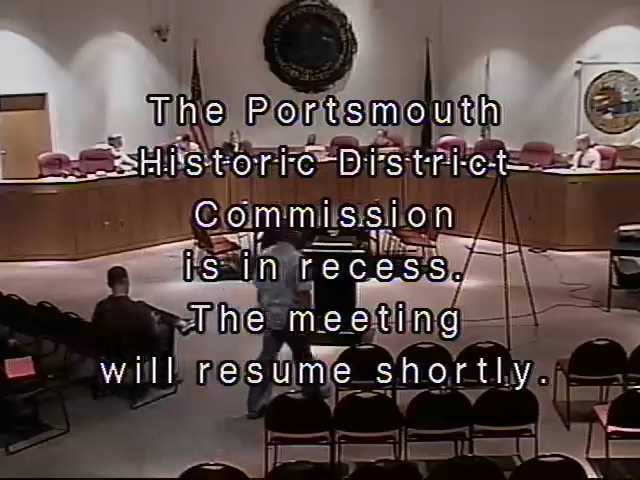 The Portsmouth
Historic District
Commission
is in recess.
The meeting
will resume shortly.